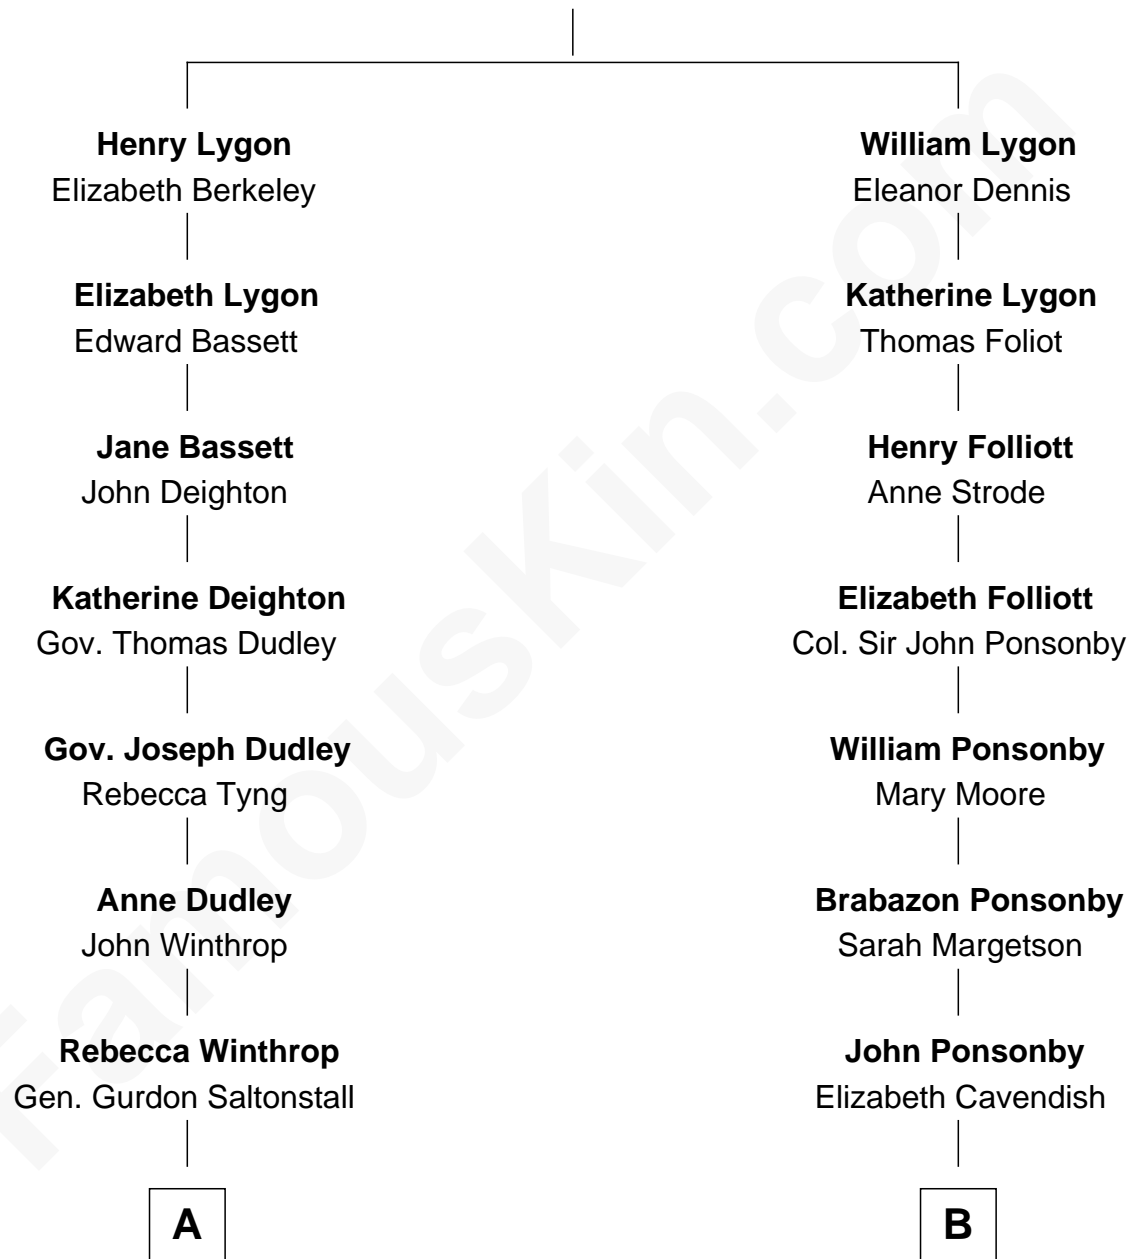 Henry Lygon
Elizabeth Berkeley
Elizabeth Lygon
Edward Bassett
Jane Bassett
John Deighton
Katherine Deighton
Gov. Thomas Dudley
Gov. Joseph Dudley
Rebecca Tyng
Anne Dudley
John Winthrop
Rebecca Winthrop
Gen. Gurdon Saltonstall
A
William Lygon
Eleanor Dennis
Katherine Lygon
Thomas Foliot
Henry Folliott
Anne Strode
Elizabeth Folliott
Col. Sir John Ponsonby
William Ponsonby
Mary Moore
Brabazon Ponsonby
Sarah Margetson
John Ponsonby
Elizabeth Cavendish
B
FamousKin.com